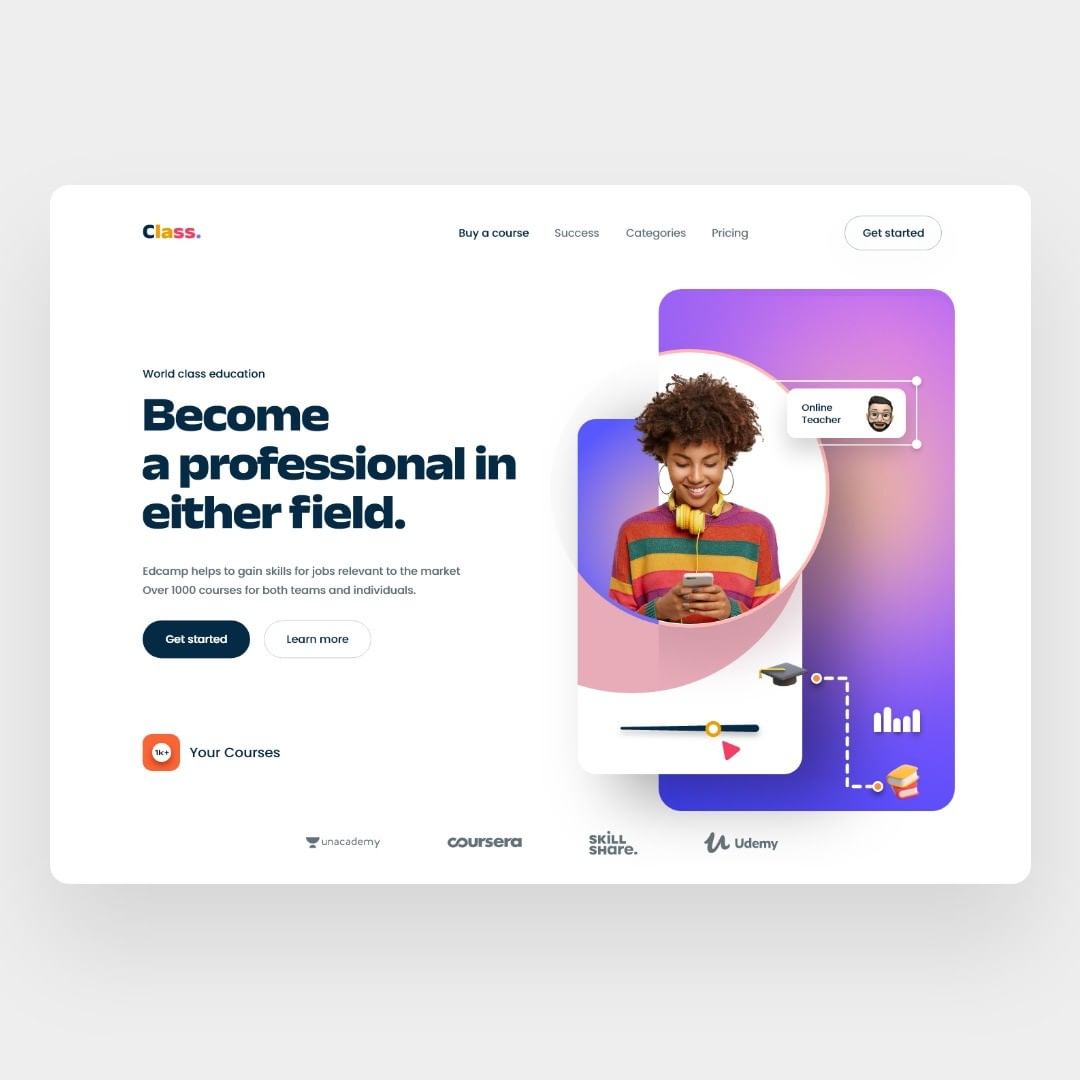 Class.
Buy a course
Success
Categories
Pricing
Get started
World class education
Become
a professional in
either field.
Edcamp helps to gain skills for jobs relevant to the market
Over 1000 courses for both teams and individuals.
Get started
Learn more
Online
Teacher
1k+
Your Courses
unacademy
coursera
SKiLL
SHare.
Udemy